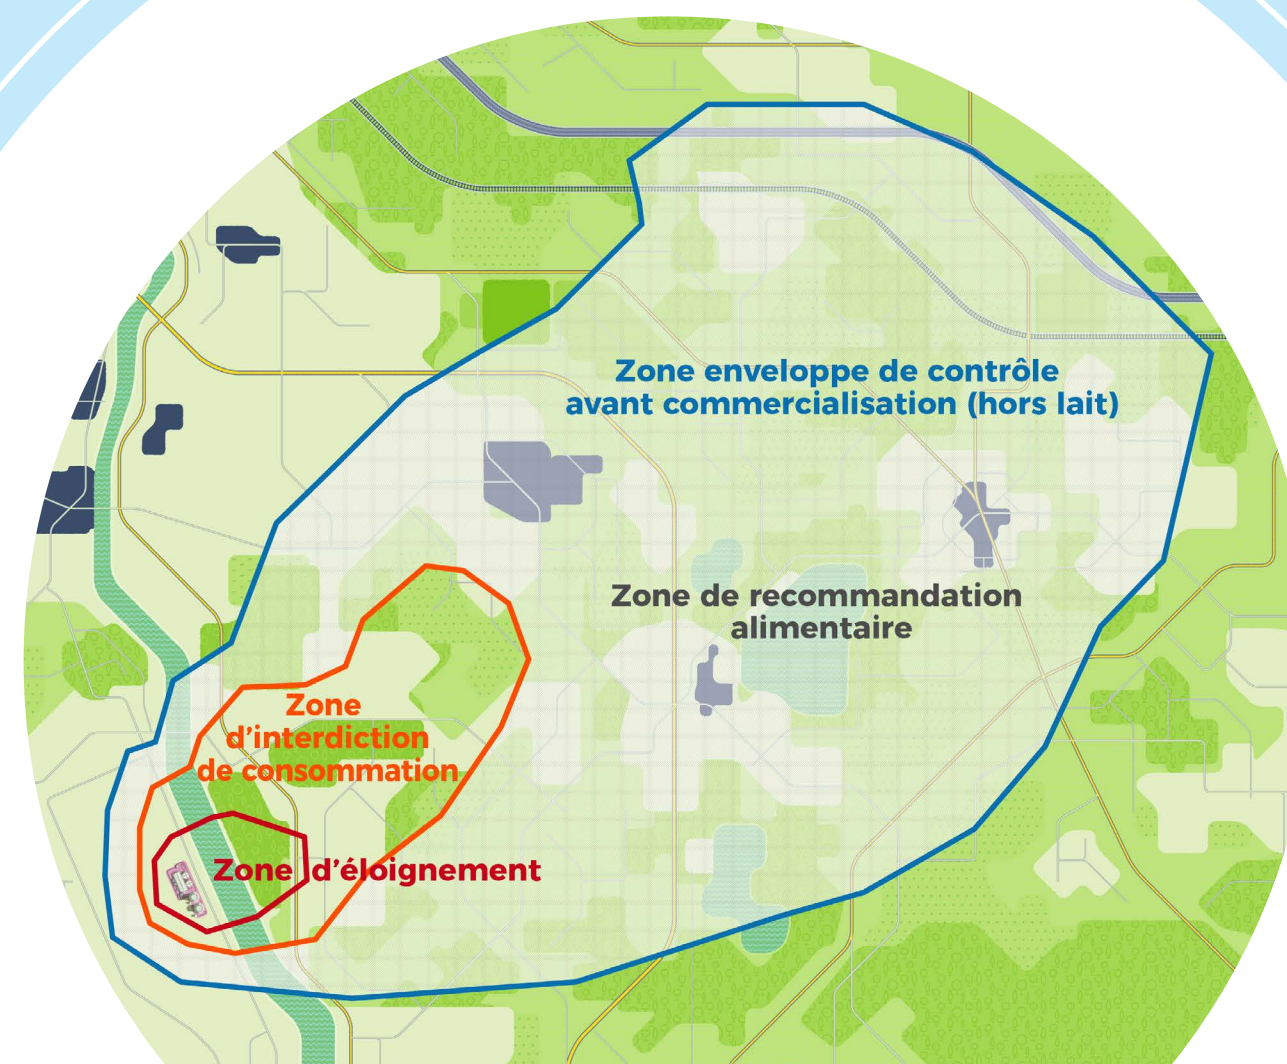 Zone enveloppe de contrôle
avant commercialisation (hors lait)
Zone de recommandation
alimentaire
Zone
d’interdiction
de consommation
Zone d’éloignement